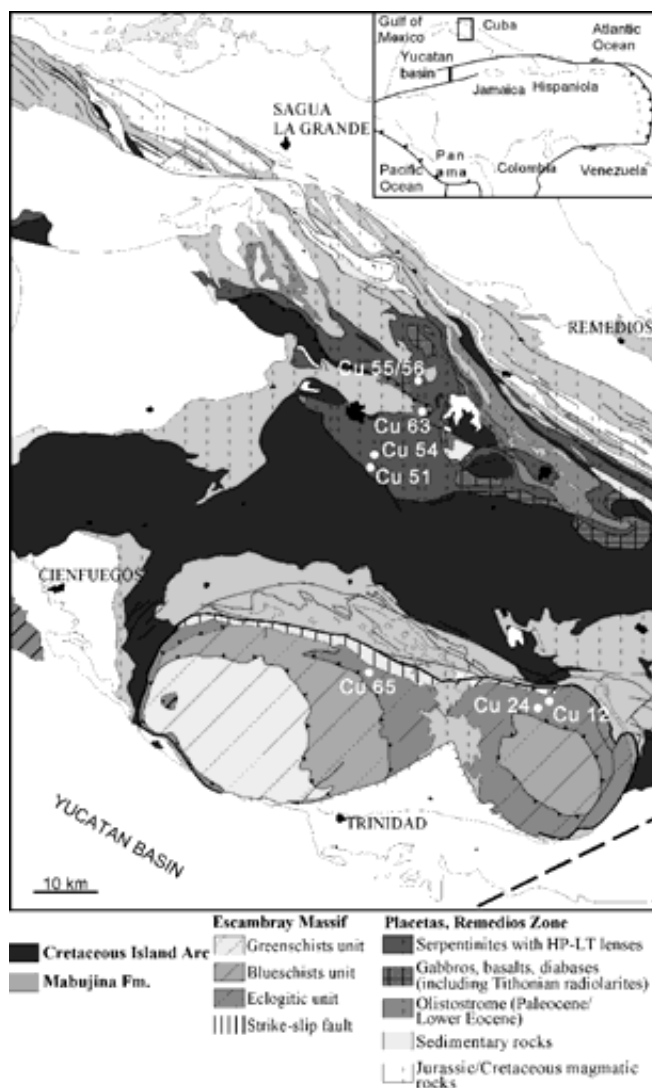 Gulf of
Mexico
Cuba
Atlantic
Ocean
Yucatan
basin
Jamaica
Hispaniola
Pacific
Ocean
Pan
ama
Colombia
Venezuela
SAGUA
LA GRANDE
REMEDIOS
Cu 55/56
Cu 63
Cu 54
Cu 51
CIENFUEGOS
Cu 65
Cu 24
Cu 12
TRINIDAD
YUCATAN BASIN
10 km
Cretaceous Island Arc
Mabujina Fm.
Escambray Massif
Greenschists unit
Blueschists unit
Eclogitic unit
Strike-slip fault
Placetas, Remedios Zone
Serpentinites with HP-LT lenses
Gabbros, basalts, diabases
(including Tithonian radiolarites)
Olistostrome (Paleocene/
Lower Eocene)
Sedimentary rocks
Jurassic/Cretaceous magmatic
rocks